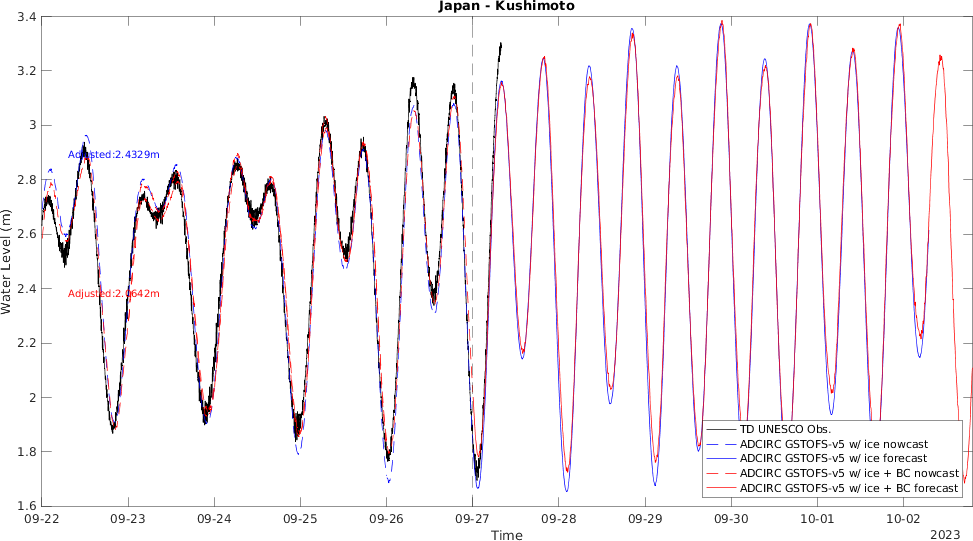 Japan - Kushimoto
3.4
3.2
3
2.8
2.6
2.4
2.2
2
1.8
1.6
Water Level (m)
Adjusted:2.4329m
Adjusted:2.0642m
TD UNESCO Obs.
ADCIRC GSTOFS-v5 w/ ice nowcast
ADCIRC GSTOFS-v5 w/ ice forecast
ADCIRC GSTOFS-v5 w/ ice + BC nowcast
ADCIRC GSTOFS-v5 w/ ice + BC forecast
09-22 09-23 09-24 09-25 09-26 09-27 09-28 09-29 09-30 10-01 10-02
Time
2023